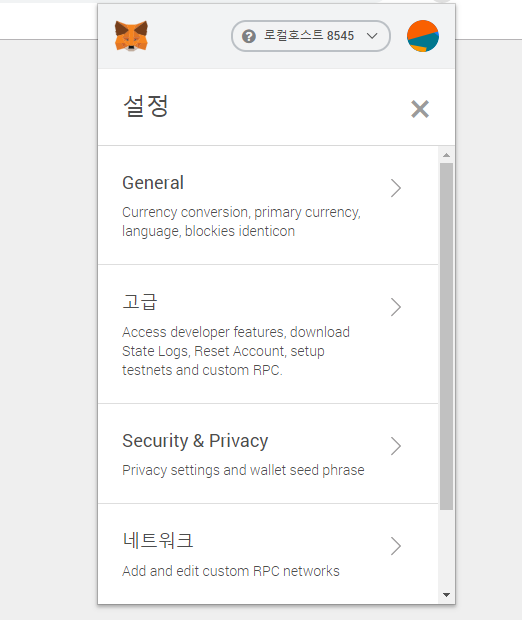 로컬호스트 8545
설정
General
Currency conversion, primary currency,
language, blockies identicon
고급
Access developer features, download
State Logs, Reset Account, setup
testnets and custom RPC.
Security & Privacy
Privacy settings and wallet seed phrase
네트워크
Add and edit custom RPC networks